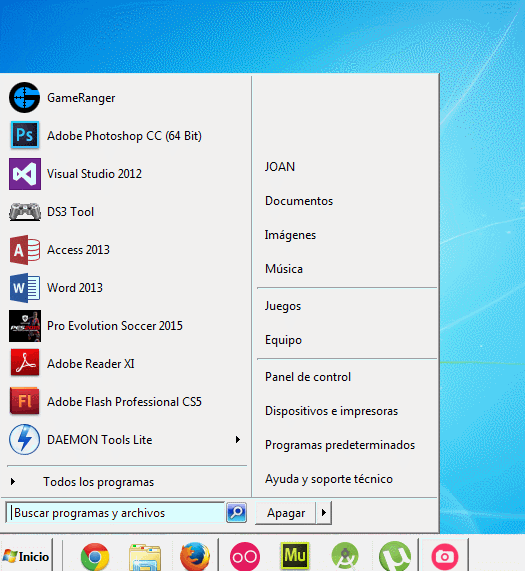 GameRanger
Ps
Adobe Photoshop CC (64 Bit)
Visual Studio 2012
DS3 Tool
A
Access 2013
W
Word 2013
Pro Evolution Soccer 2015
Adobe Reader XI
Fl
Adobe Flash Professional CS5
DAEMON Tools Lite
Todos los programas
Buscar programas y archivos
JOAN
Documentos
Imágenes
Música
Juegos
Equipo
Panel de control
Dispositivos e impresoras
Programas predeterminados
Ayuda y soporte técnico
Apagar
Inicio
Mu